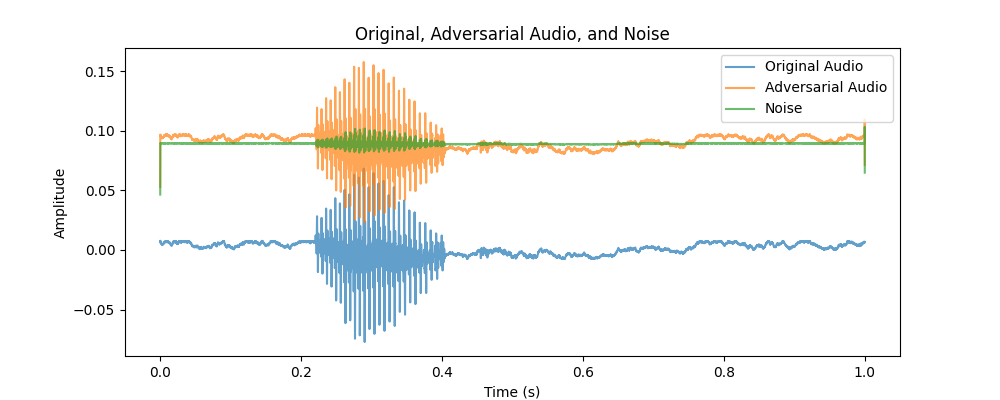 Original, Adversarial Audio, and Noise
Original Audio
Adversarial Audio
Noise
Amplitude
0.15
0.10
0.05
0.00
−0.05
0.0
0.2
0.4
0.6
0.8
1.0
Time (s)